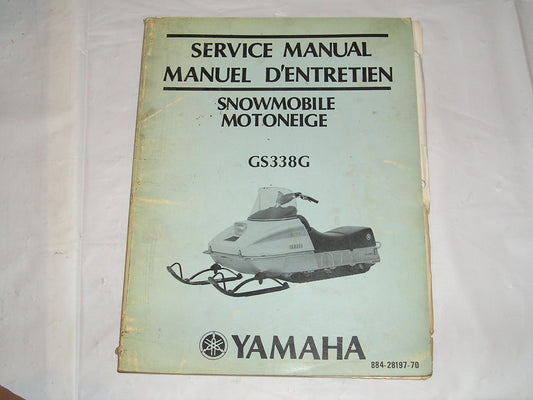 SERVICE MANUAL
MANUEL D'ENTRETIEN
SNOWMOBILE
MOTONEIGE
GS338G
YAMAHA
YAMAHA
884-28197-70